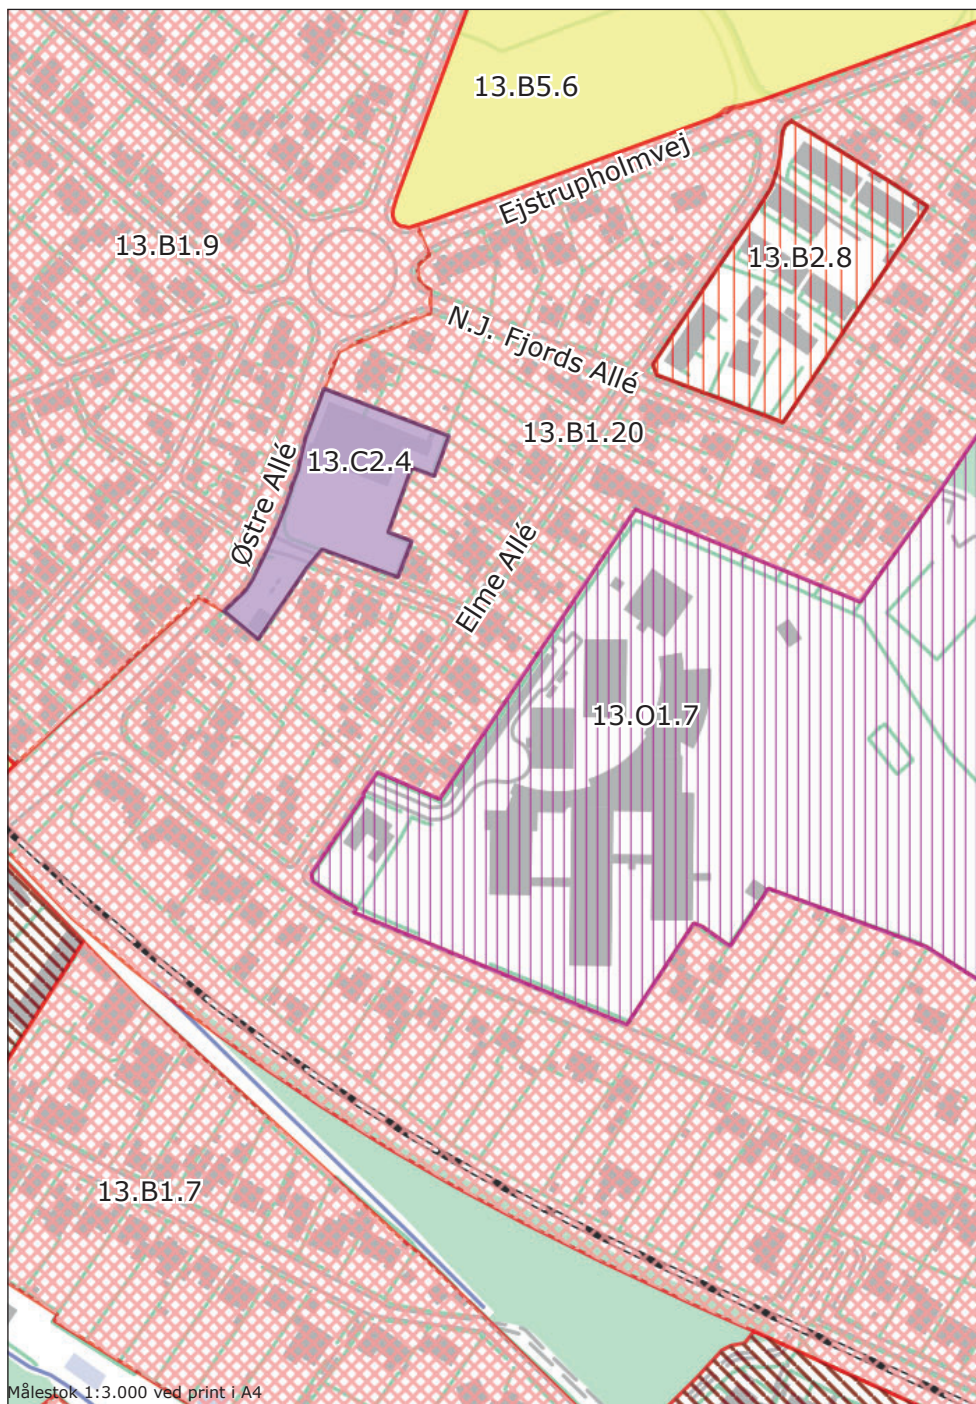 13.B5.6
Ejstrupholmvej
13.B1.9
13.B2.8
N.J. Fjords Allé
13.B1.20
13.C2.4
Østre Allé
Elme Allé
13.O1.7
13.B1.7
Målestok 1:3.000 ved print i A4